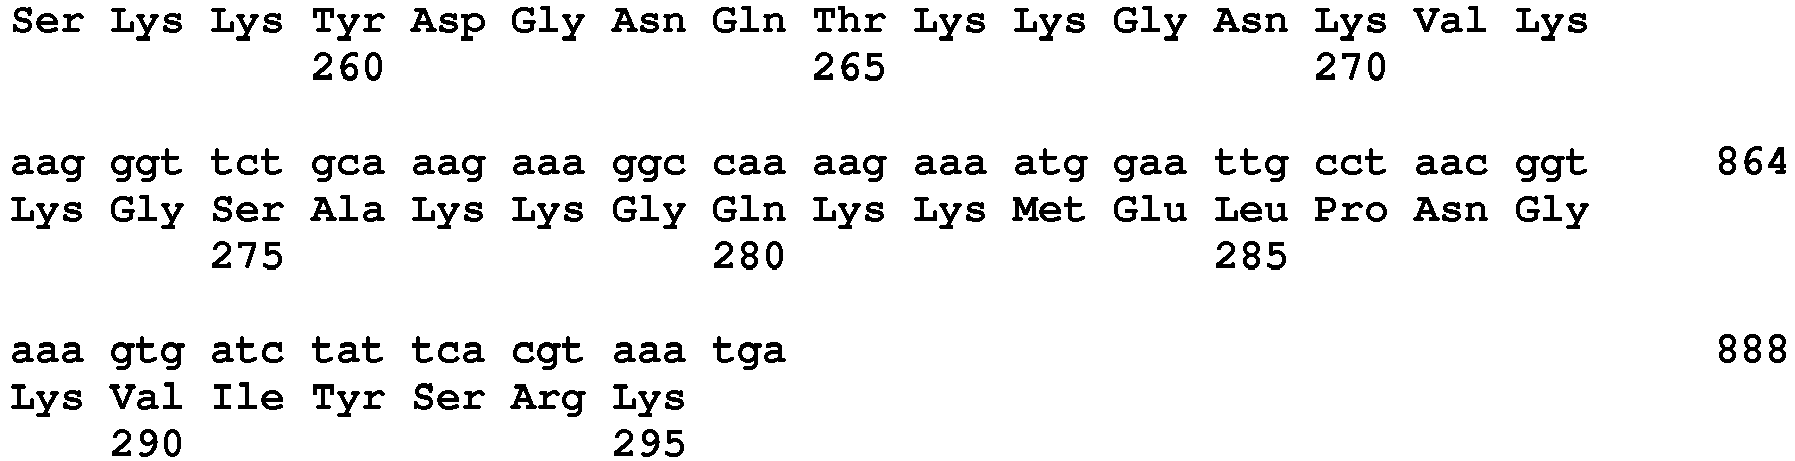 Ser Lys Lys Tyr Asp Gly Asn Gln Thr Lys Lys Gly Asn Lys Val Lys
260 265 270
aag ggt tct gca aag aaa ggc caa aag aaa atg gaa ttg cct aac ggt 864
Lys Gly Ser Ala Lys Lys Gly Gln Lys Lys Met Glu Leu Pro Asn Gly
275 280 285
aaa gtg atc tat tca cgt aaa tga 888
Lys Val Ile Tyr Ser Arg Lys
290 295